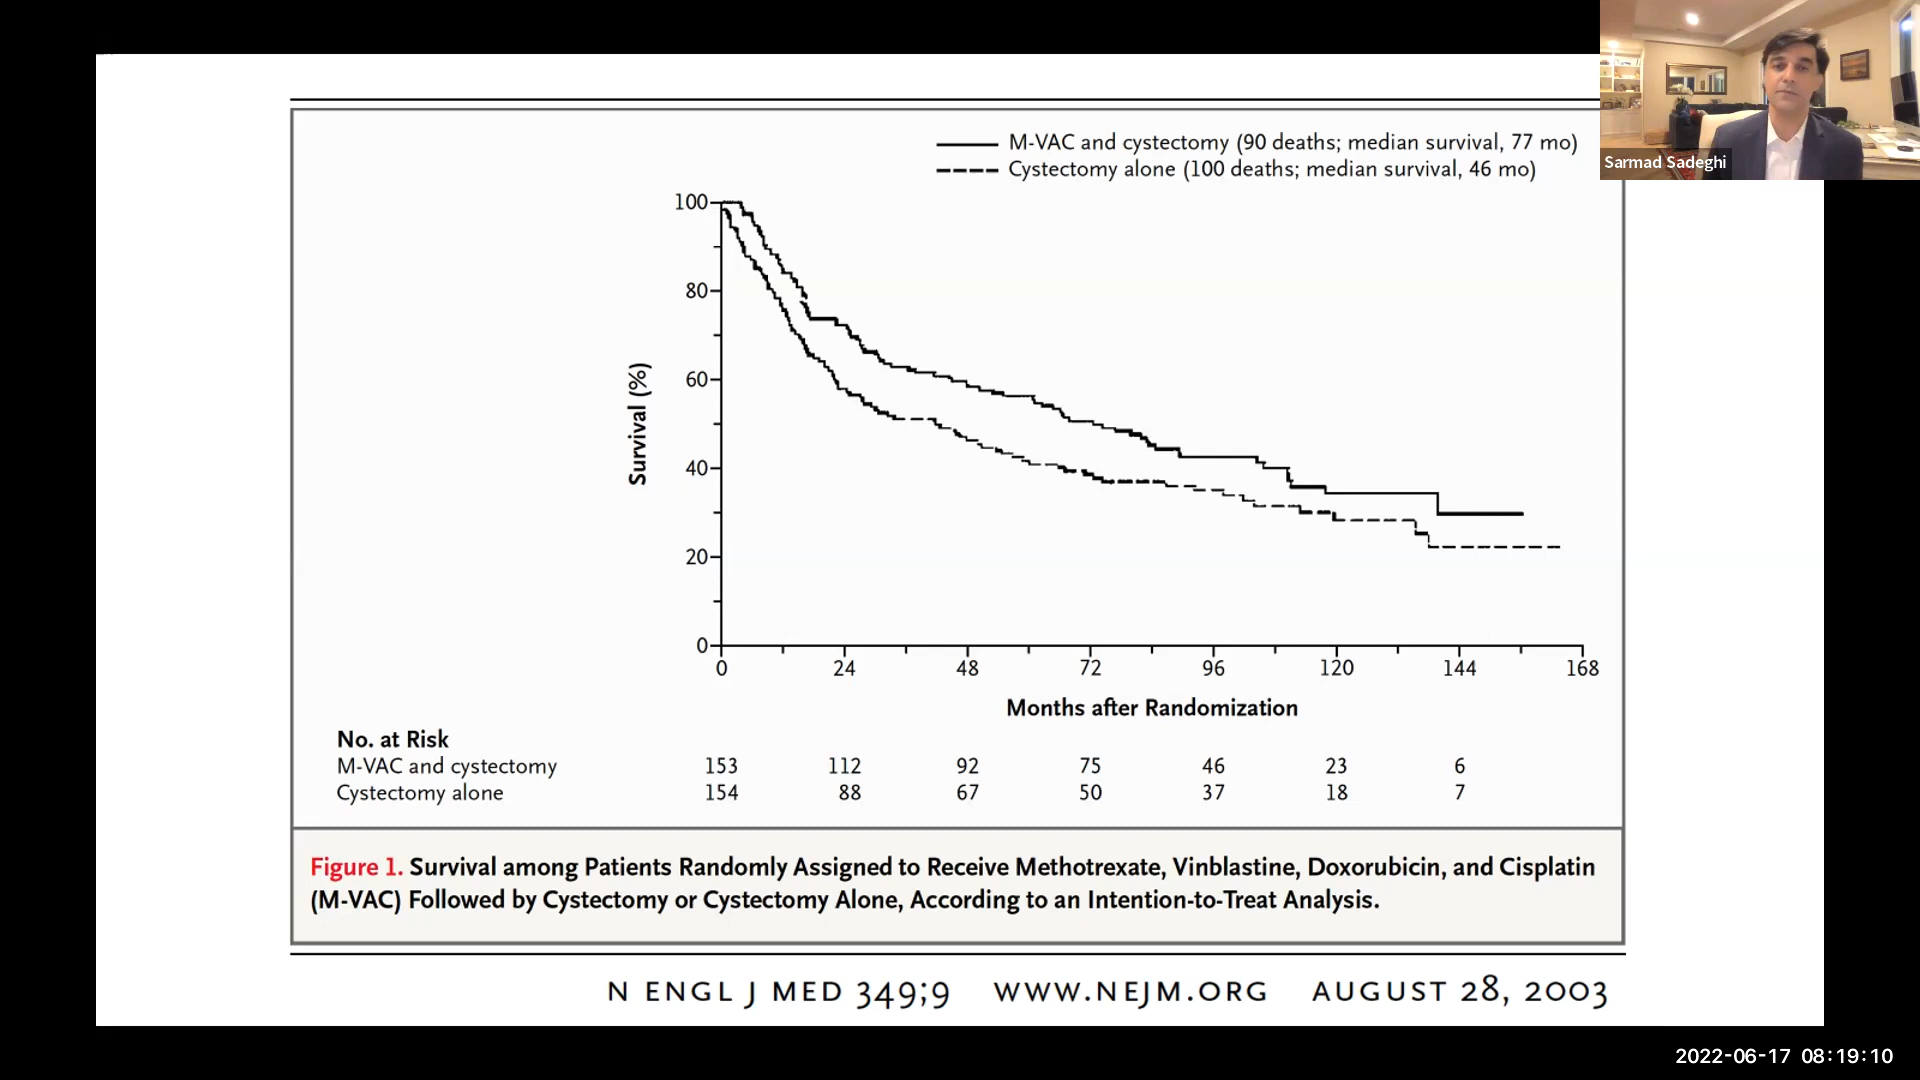 Sarmad Sadeghi
M-VAC and cystectomy (90 deaths; median survival, 77 mo)
Cystectomy alone (100 deaths; median survival, 46 mo)
100
80
60
40
20
0
Survival (%)
0 24 48 72 96 120 144 168
Months after Randomization
No. at Risk
M-VAC and cystectomy 153 112 92 75 46 23 6
Cystectomy alone 154 88 67 50 37 18 7
Figure 1. Survival among Patients Randomly Assigned to Receive Methotrexate, Vinblastine, Doxorubicin, and Cisplatin
(M-VAC) Followed by Cystectomy or Cystectomy Alone, According to an Intention-to-Treat Analysis.
N ENGL J MED 349;9 WWW.NEJM.ORG AUGUST 28, 2003
2022-06-17 08:19:10